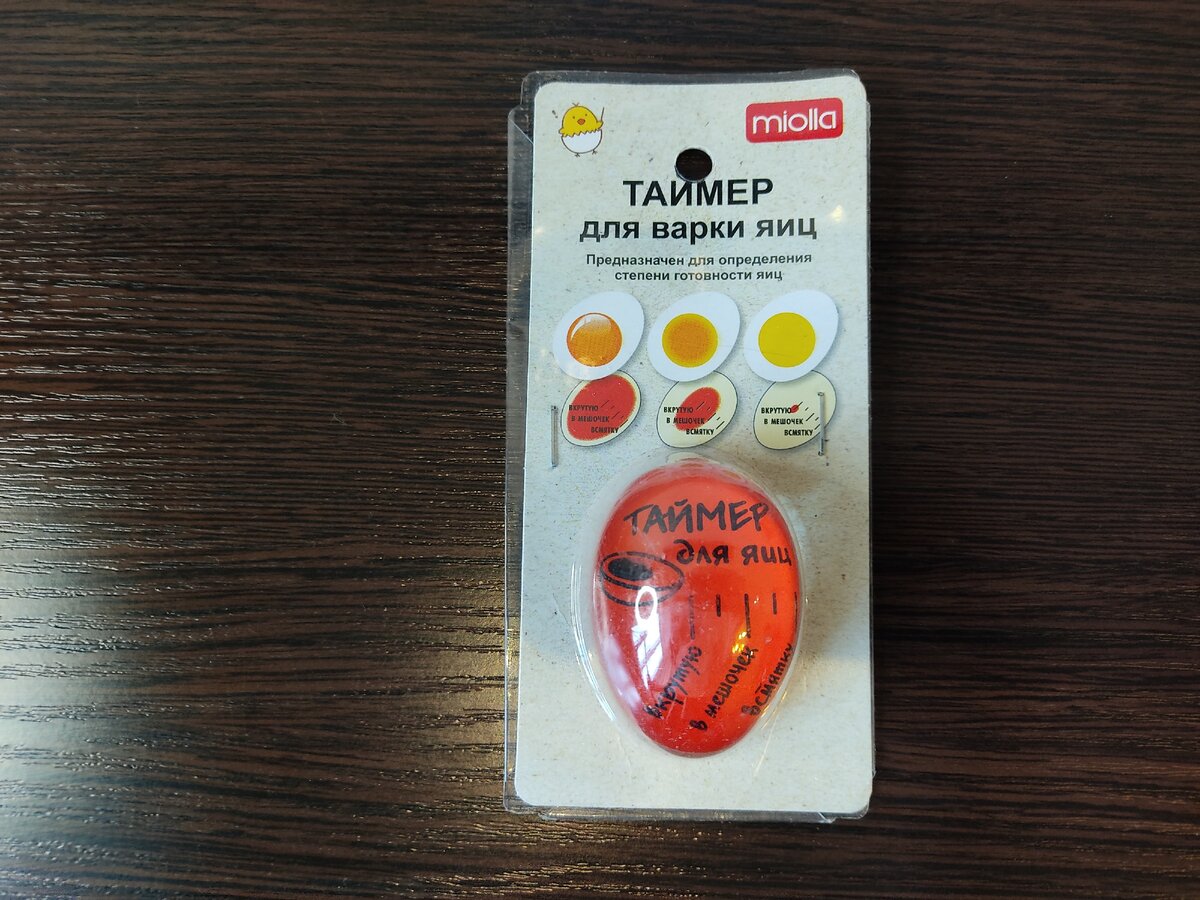 miolla
ТАЙМЕР
для варки яиц
Предназначен для определения
степени готовности яиц
ВКРУТУЮ
В МЕШОЧЕК
ВСМЯТКУ
ВКРУТУЮ
В МЕШОЧЕК
ВСМЯТКУ
ВКРУТУЮ
В МЕШОЧЕК
ВСМЯТКУ
ТАЙМЕР
для яиц
вкрутую
в мешочек
всмятку